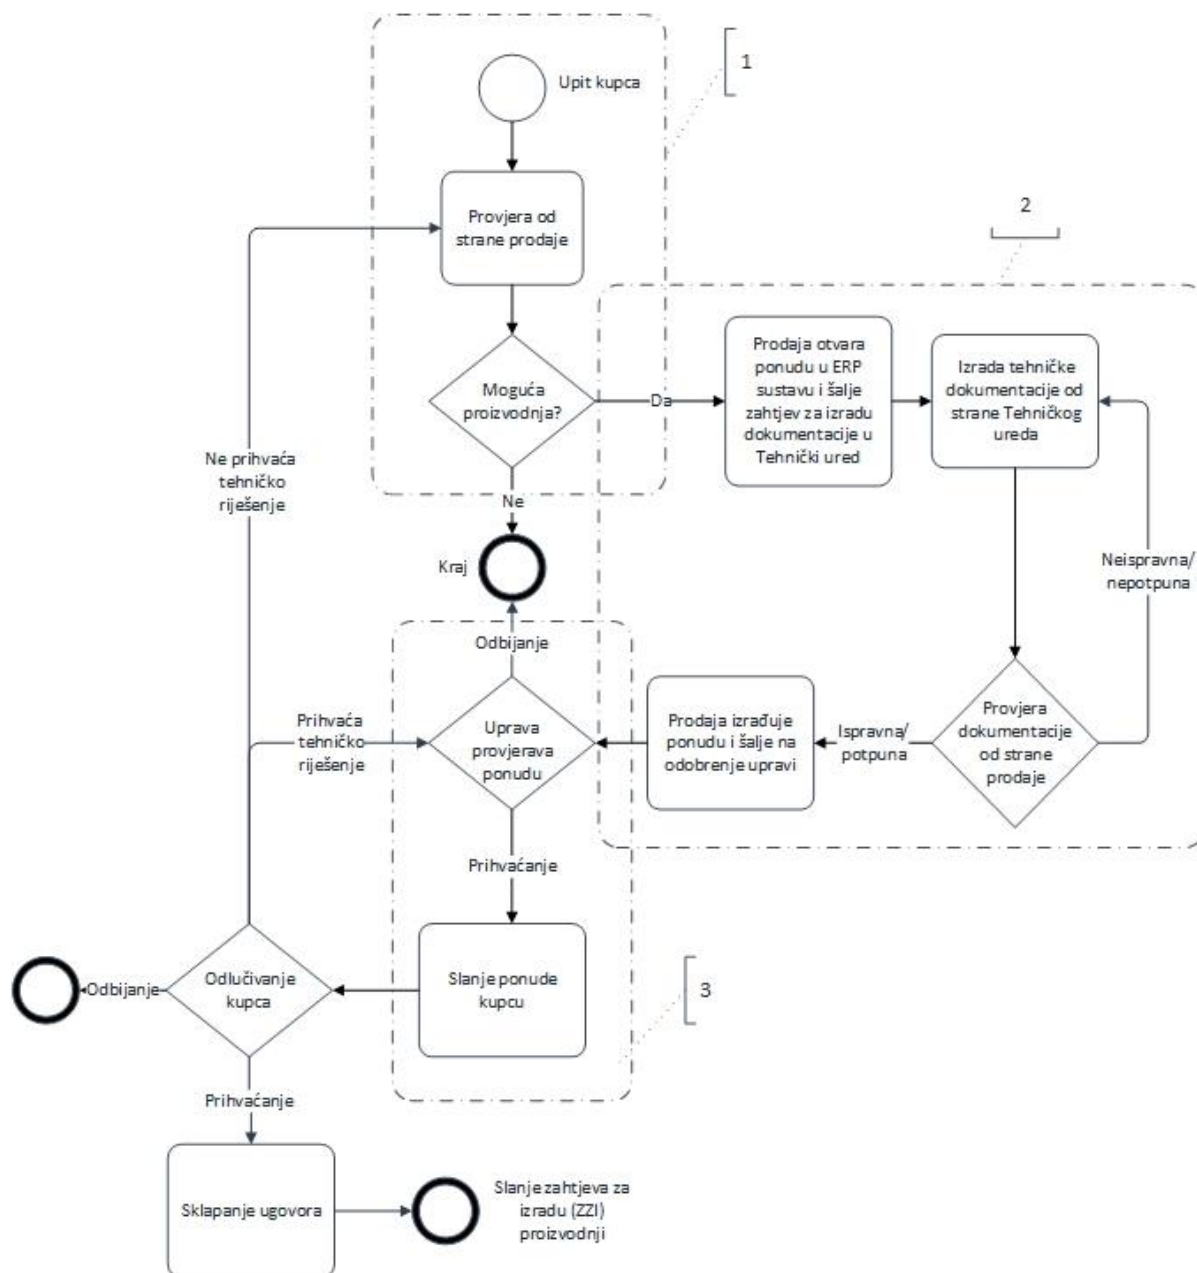 1
Upit kupca
Provjera od
strane prodaje
2
Moguća
proizvodnja?
Da
Prodaja otvara
ponudu u ERP
sustavu i šalje
zahtjev za izradu
dokumentacije u
Tehnički ured
Izrada tehničke
dokumentacije od
strane Tehničkog
ureda
Ne prihvaća
tehničko
riješenje
Ne
Kraj
Neispravna/
nepotpuna
Odbijanje
Prihvaća
tehničko
riješenje
Uprava
provjerava
ponudu
Prodaja izrađuje
ponudu i šalje na
odobrenje upravi
Ispravna/
potpuna
Provjera
dokumentacije
od strane
prodaje
Prihvaćanje
Odbijanje
Odlučivanje
kupca
Slanje ponude
kupcu
3
Prihvaćanje
Sklapanje ugovora
Slanje zahtjeva za
izradu (ZZI)
proizvodnji